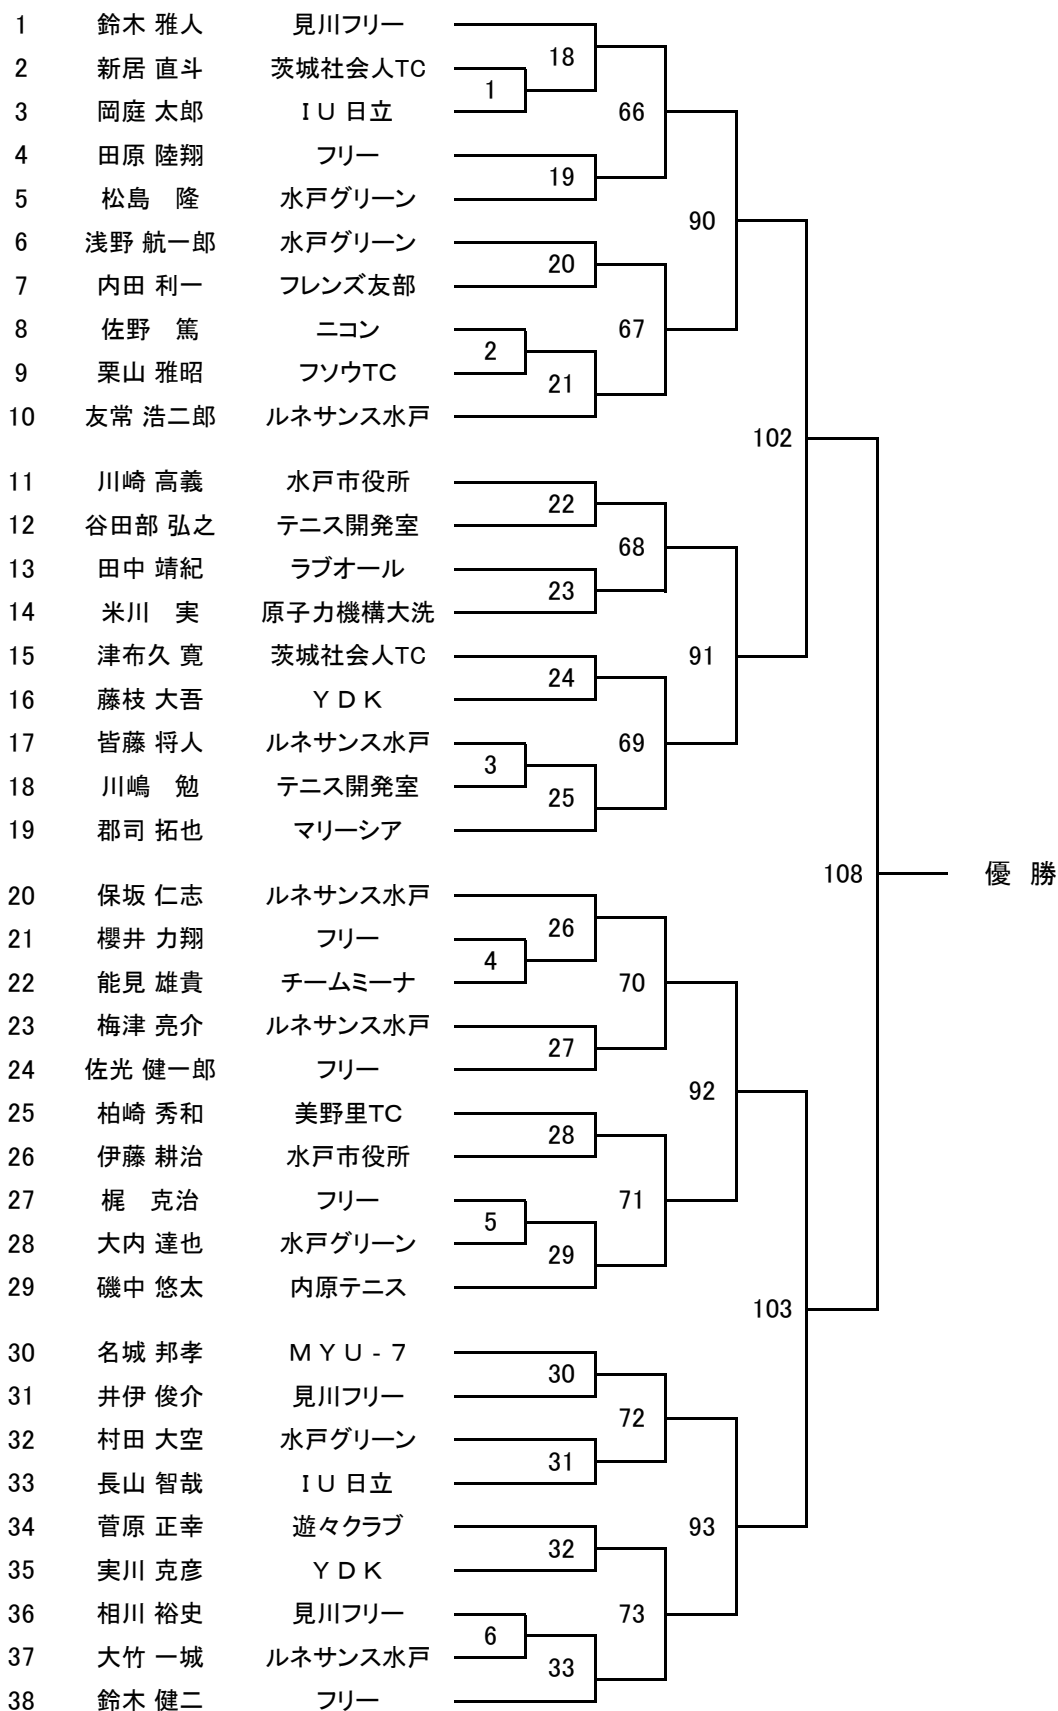 1 鈴木 雅人 見川フリー
18
2 新居 直斗 茨城社会人TC
1
3 岡庭 太郎 ＩＵ日立
66
4 田原 陸翔 フリー
19
5 松島　隆 水戸グリーン
90
6 浅野 航一郎 水戸グリーン
20
7 内田 利一 フレンズ友部
8 佐野　篤 ニコン
67
2
9 栗山 雅昭 フソウTC
21
10 友常 浩二郎 ルネサンス水戸
102
11 川崎 高義 水戸市役所
22
12 谷田部 弘之 テニス開発室
68
13 田中 靖紀 ラブオール
23
14 米川　実 原子力機構大洗
15 津布久 寛 茨城社会人TC
91
24
16 藤枝 大吾 ＹＤＫ
17 皆藤 将人 ルネサンス水戸
69
3
18 川嶋　勉 テニス開発室
25
19 郡司 拓也 マリーシア
108 優 勝
20 保坂 仁志 ルネサンス水戸
26
21 櫻井 力翔 フリー
4
22 能見 雄貴 チームミーナ
70
23 梅津 亮介 ルネサンス水戸
27
24 佐光 健一郎 フリー
92
25 柏崎 秀和 美野里TC
28
26 伊藤 耕治 水戸市役所
27 梶　克治 フリー
71
5
28 大内 達也 水戸グリーン
29
29 磯中 悠太 内原テニス
103
30 名城 邦孝 ＭＹＵ-７
30
31 井伊 俊介 見川フリー
72
32 村田 大空 水戸グリーン
31
33 長山 智哉 ＩＵ日立
34 菅原 正幸 遊々クラブ
93
32
35 実川 克彦 ＹＤＫ
36 相川 裕史 見川フリー
73
6
37 大竹 一城 ルネサンス水戸
33
38 鈴木 健二 フリー